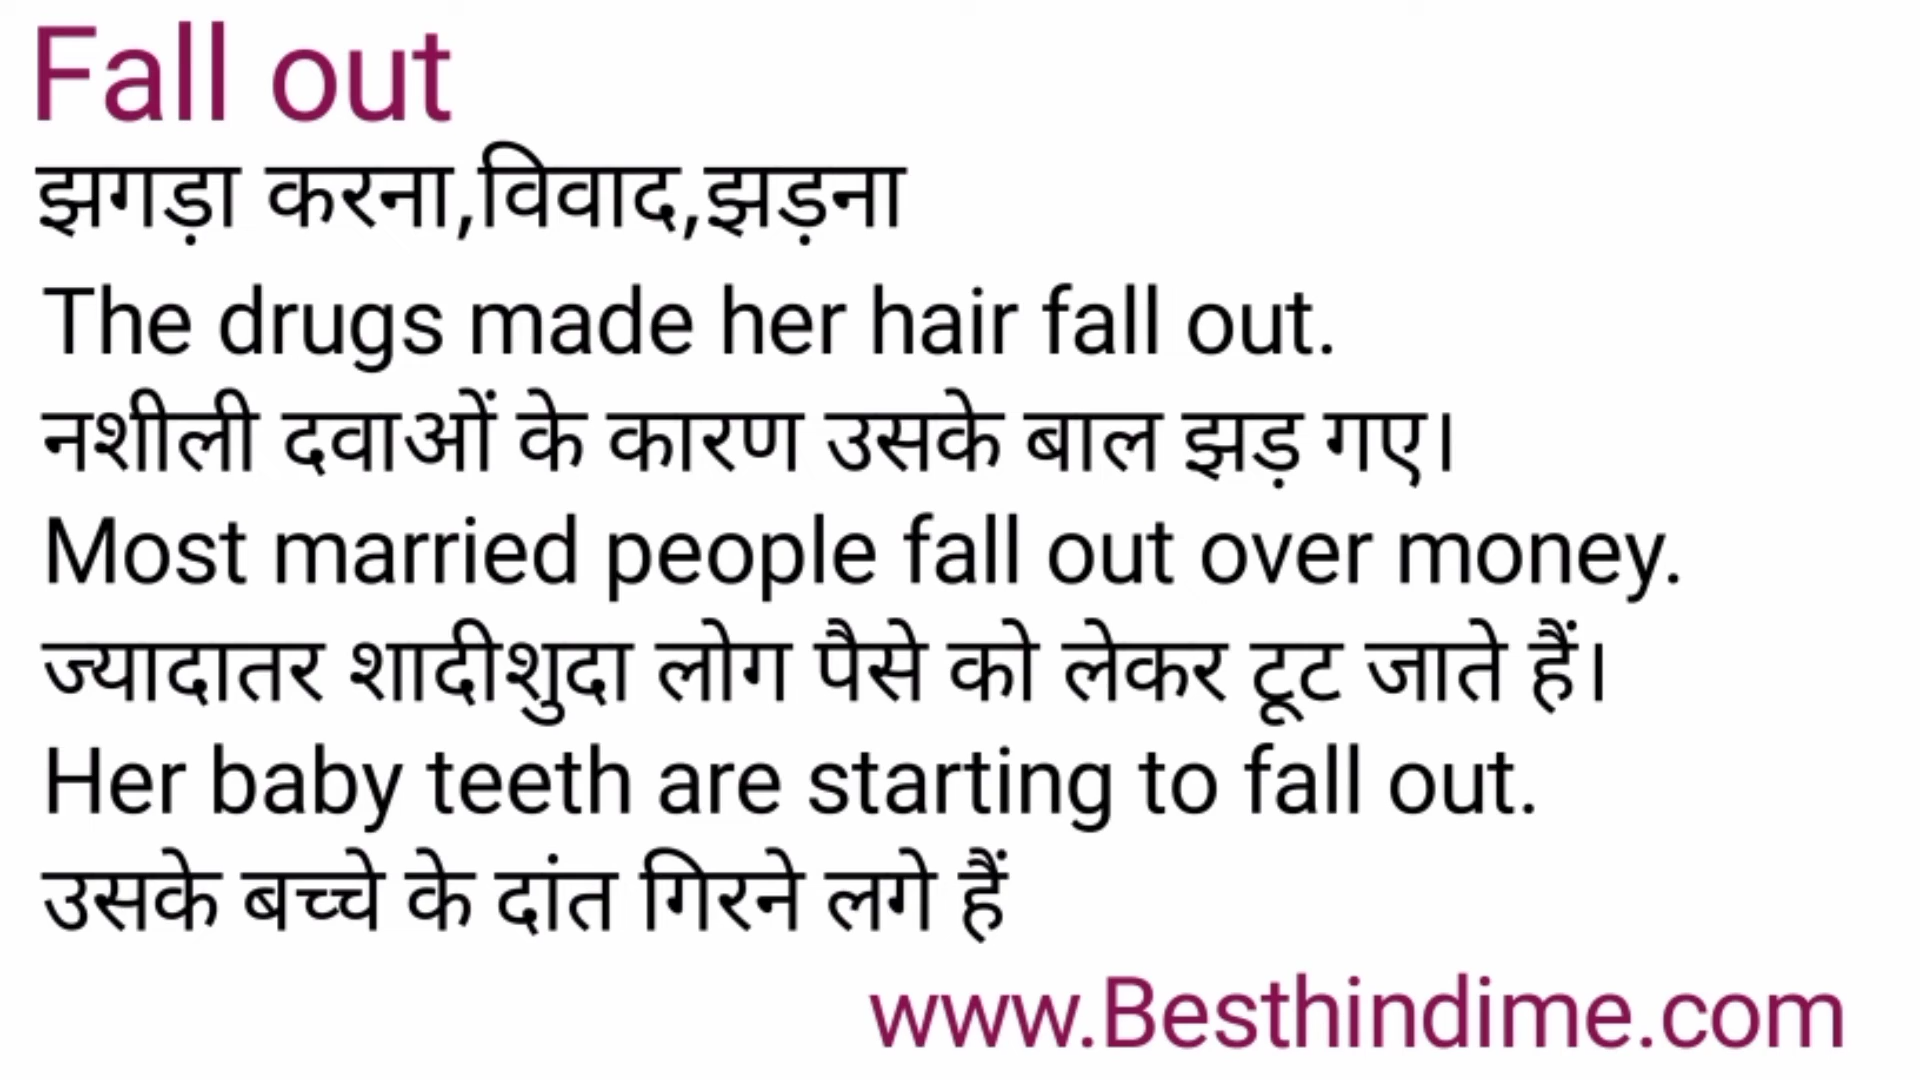 Fall out
झगड़ा करना,विवाद,झड़ना
The drugs made her hair fall out.
नशीली दवाओं के कारण उसके बाल झड़ गए।
Most married people fall out over money.
ज्यादातर शादीशुदा लोग पैसे को लेकर टूट जाते हैं।
Her baby teeth are starting to fall out.
उसके बच्चे के दांत गिरने लगे हैं
www.Besthindime.com